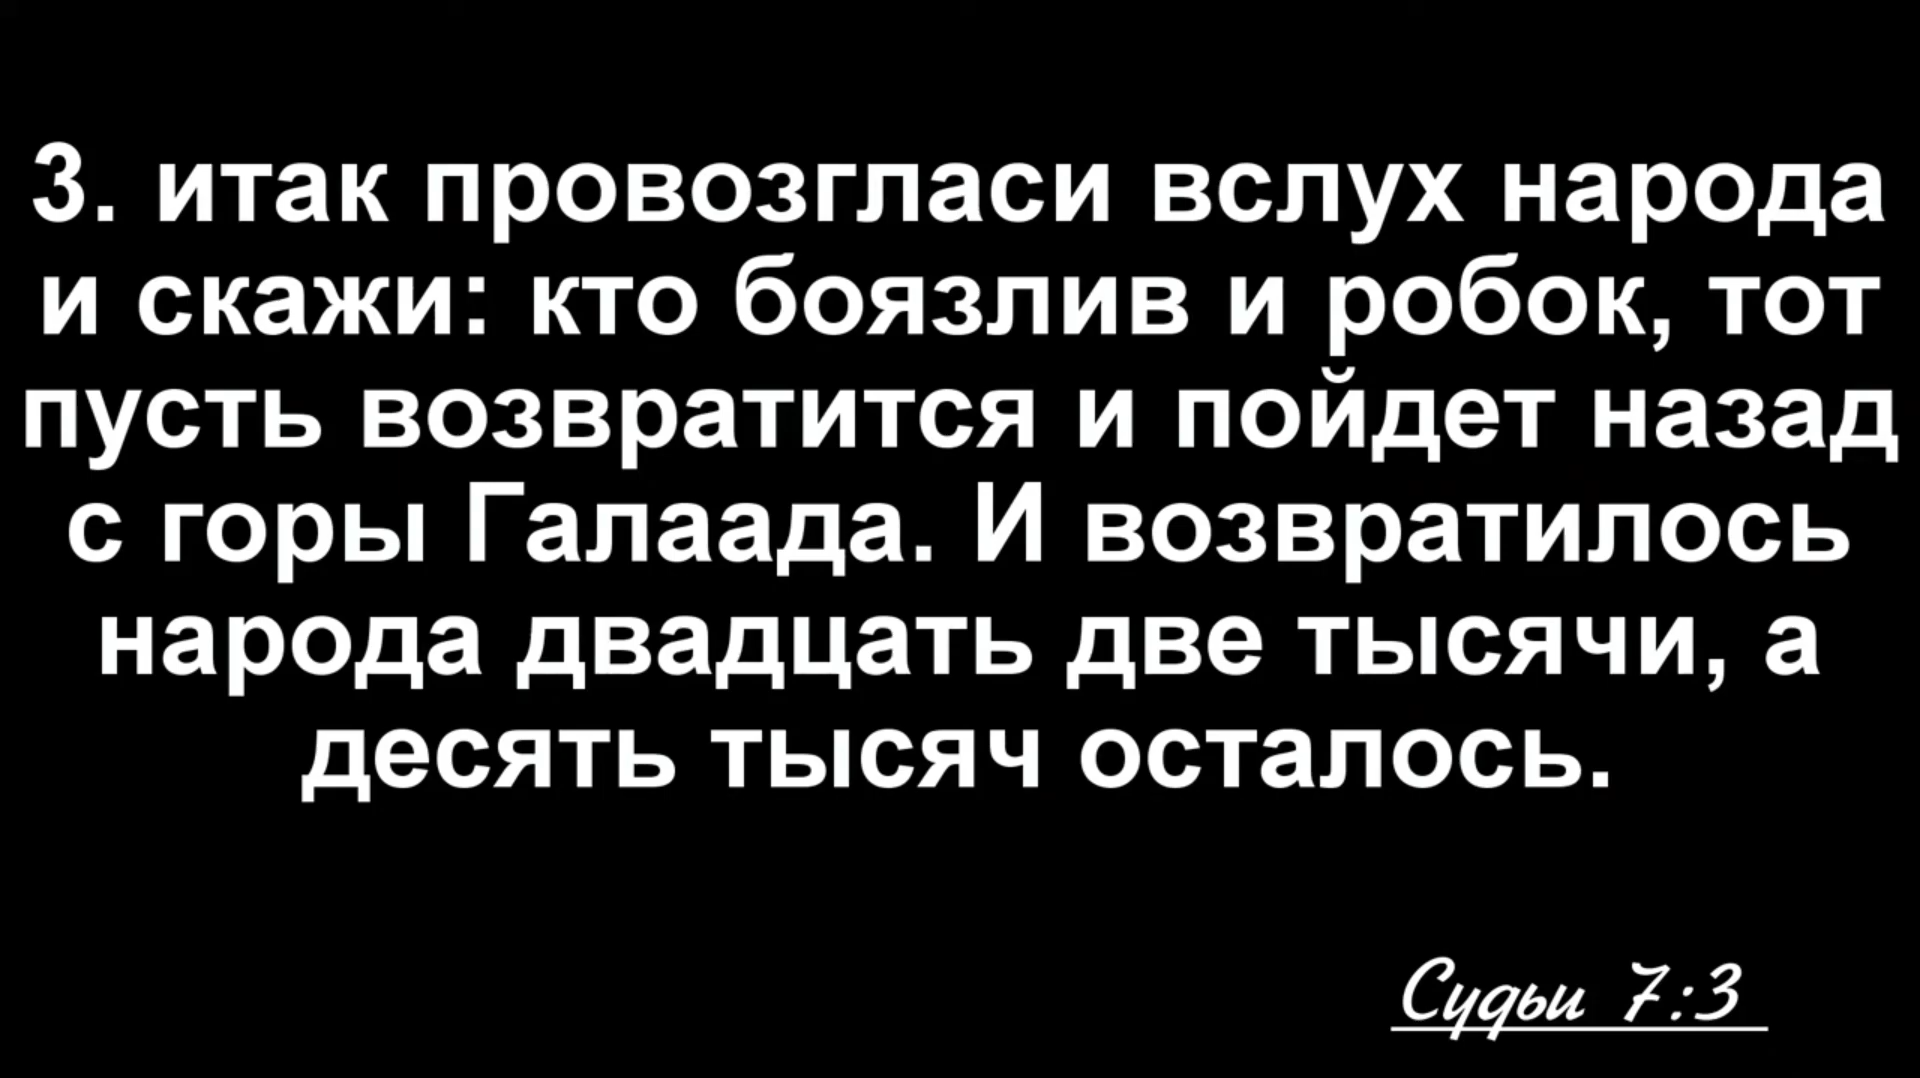 3. итак провозгласи вслух народа
и скажи: кто боязлив и робок, тот
пусть возвратится и пойдет назад
с горы Галаада. И возвратилось
народа двадцать две тысячи, а
десять тысяч осталось.
Судьи 7:3